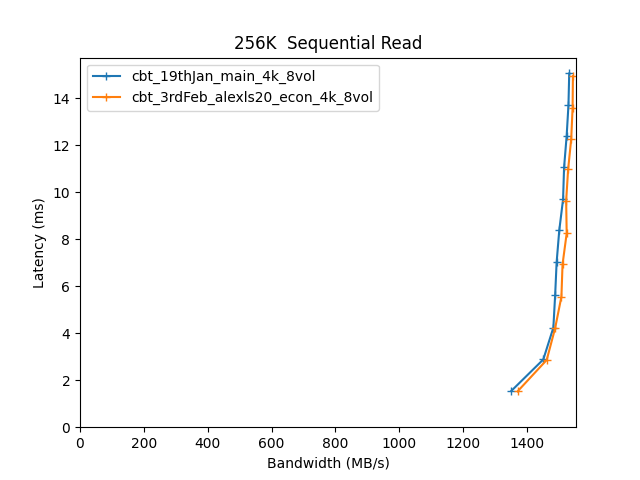 256K  Sequential Read
cbt_19thJan_main_4k_8vol
cbt_3rdFeb_alexls20_econ_4k_8vol
14
12
10
8
6
4
2
0
Latency (ms)
0 200 400 600 800 1000 1200 1400
Bandwidth (MB/s)